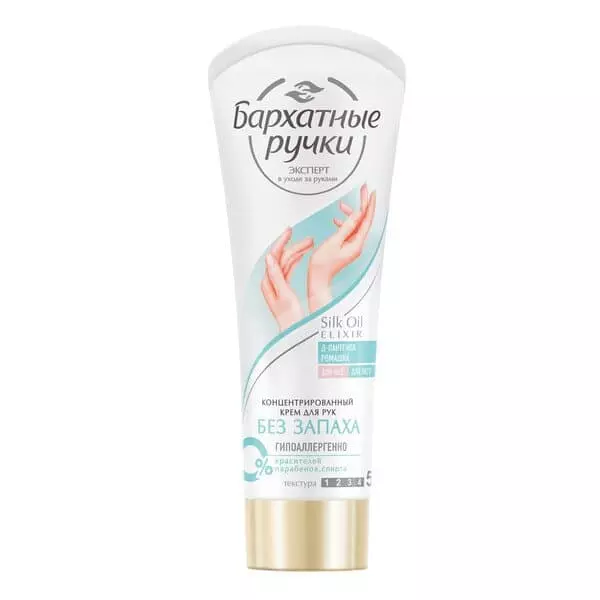 Бархатные
ручки
ЭКСПЕРТ
в уходе за руками
Silk Oil
ELIXIR
Д-ПАНТЕНОЛ
РОМАШКА
КОНЦЕНТРИРОВАННЫЙ
КРЕМ ДЛЯ РУК
БЕЗ ЗАПАХА
ГИПОАЛЛЕРГЕННО
0% красителей
парабенов, спирта
текстура 1 2 3 4 5